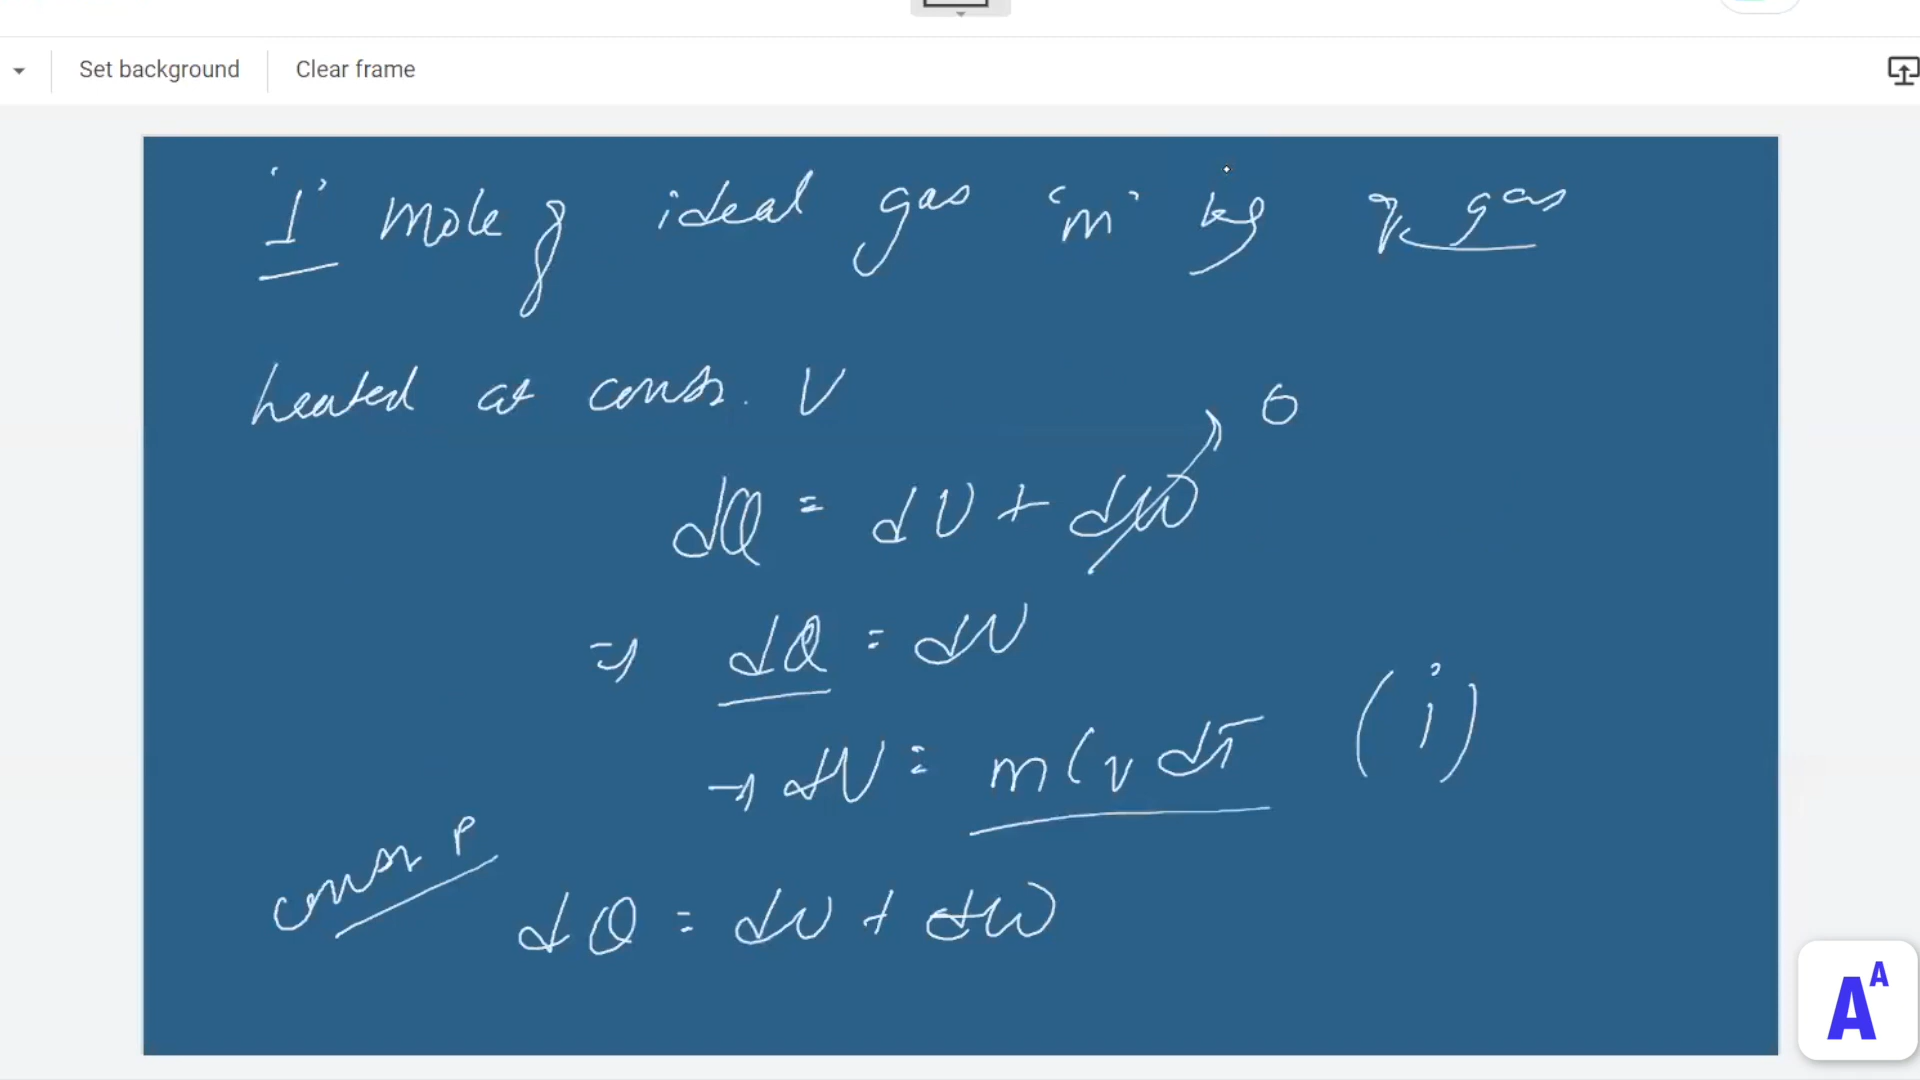 Set background
Clear frame
'1' mole of ideal gas 'm' kg of gas
heated at const. V
dQ = dU + dW → 0
⇒ dQ = dU
→ dU = mCv dT (i)
const P
dQ = dU + dW
AA